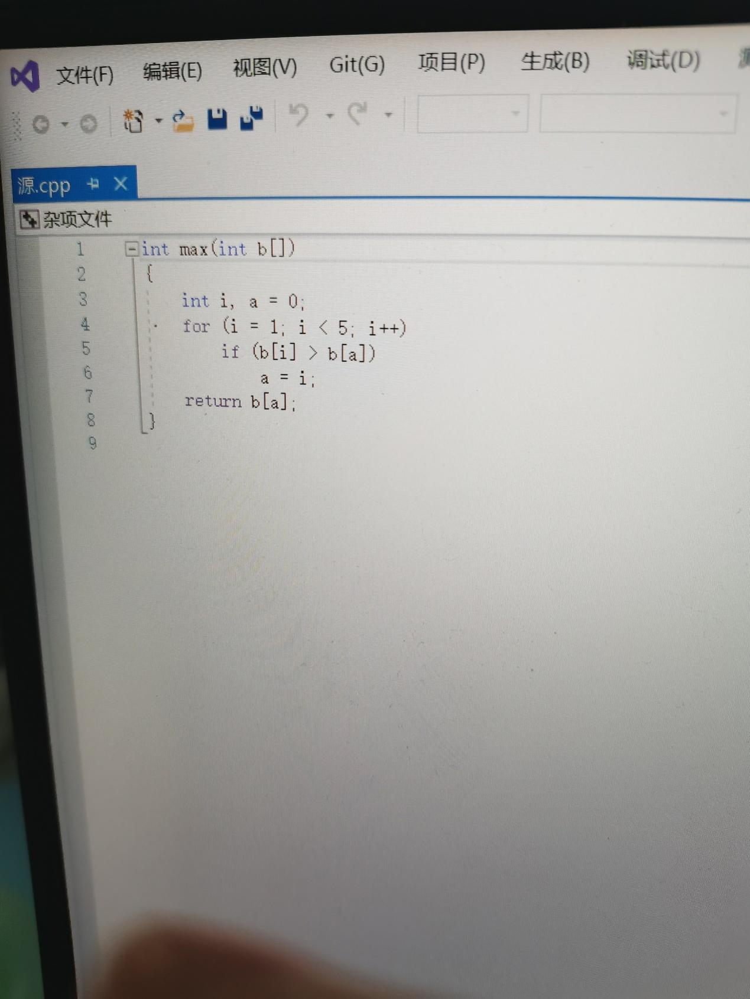 文件(F) 编辑(E) 视图(V) Git(G) 项目(P) 生成(B) 调试(D)
源.cpp
杂项文件
1 int max(int b[])
2 {
3 int i, a = 0;
4 for (i = 1; i < 5; i++)
5 if (b[i] > b[a])
6 a = i;
7 return b[a];
8 }
9